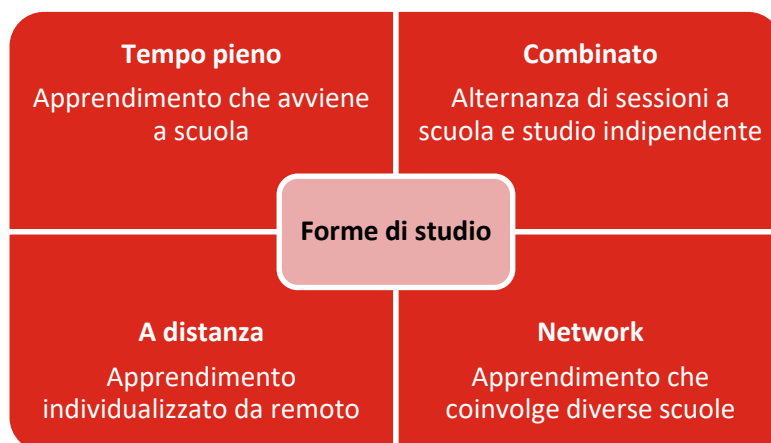 Tempo pieno
Apprendimento che avviene
a scuola
Combinato
Alternanza di sessioni a
scuola e studio indipendente
Forme di studio
A distanza
Apprendimento
individualizzato da remoto
Network
Apprendimento che
coinvolge diverse scuole